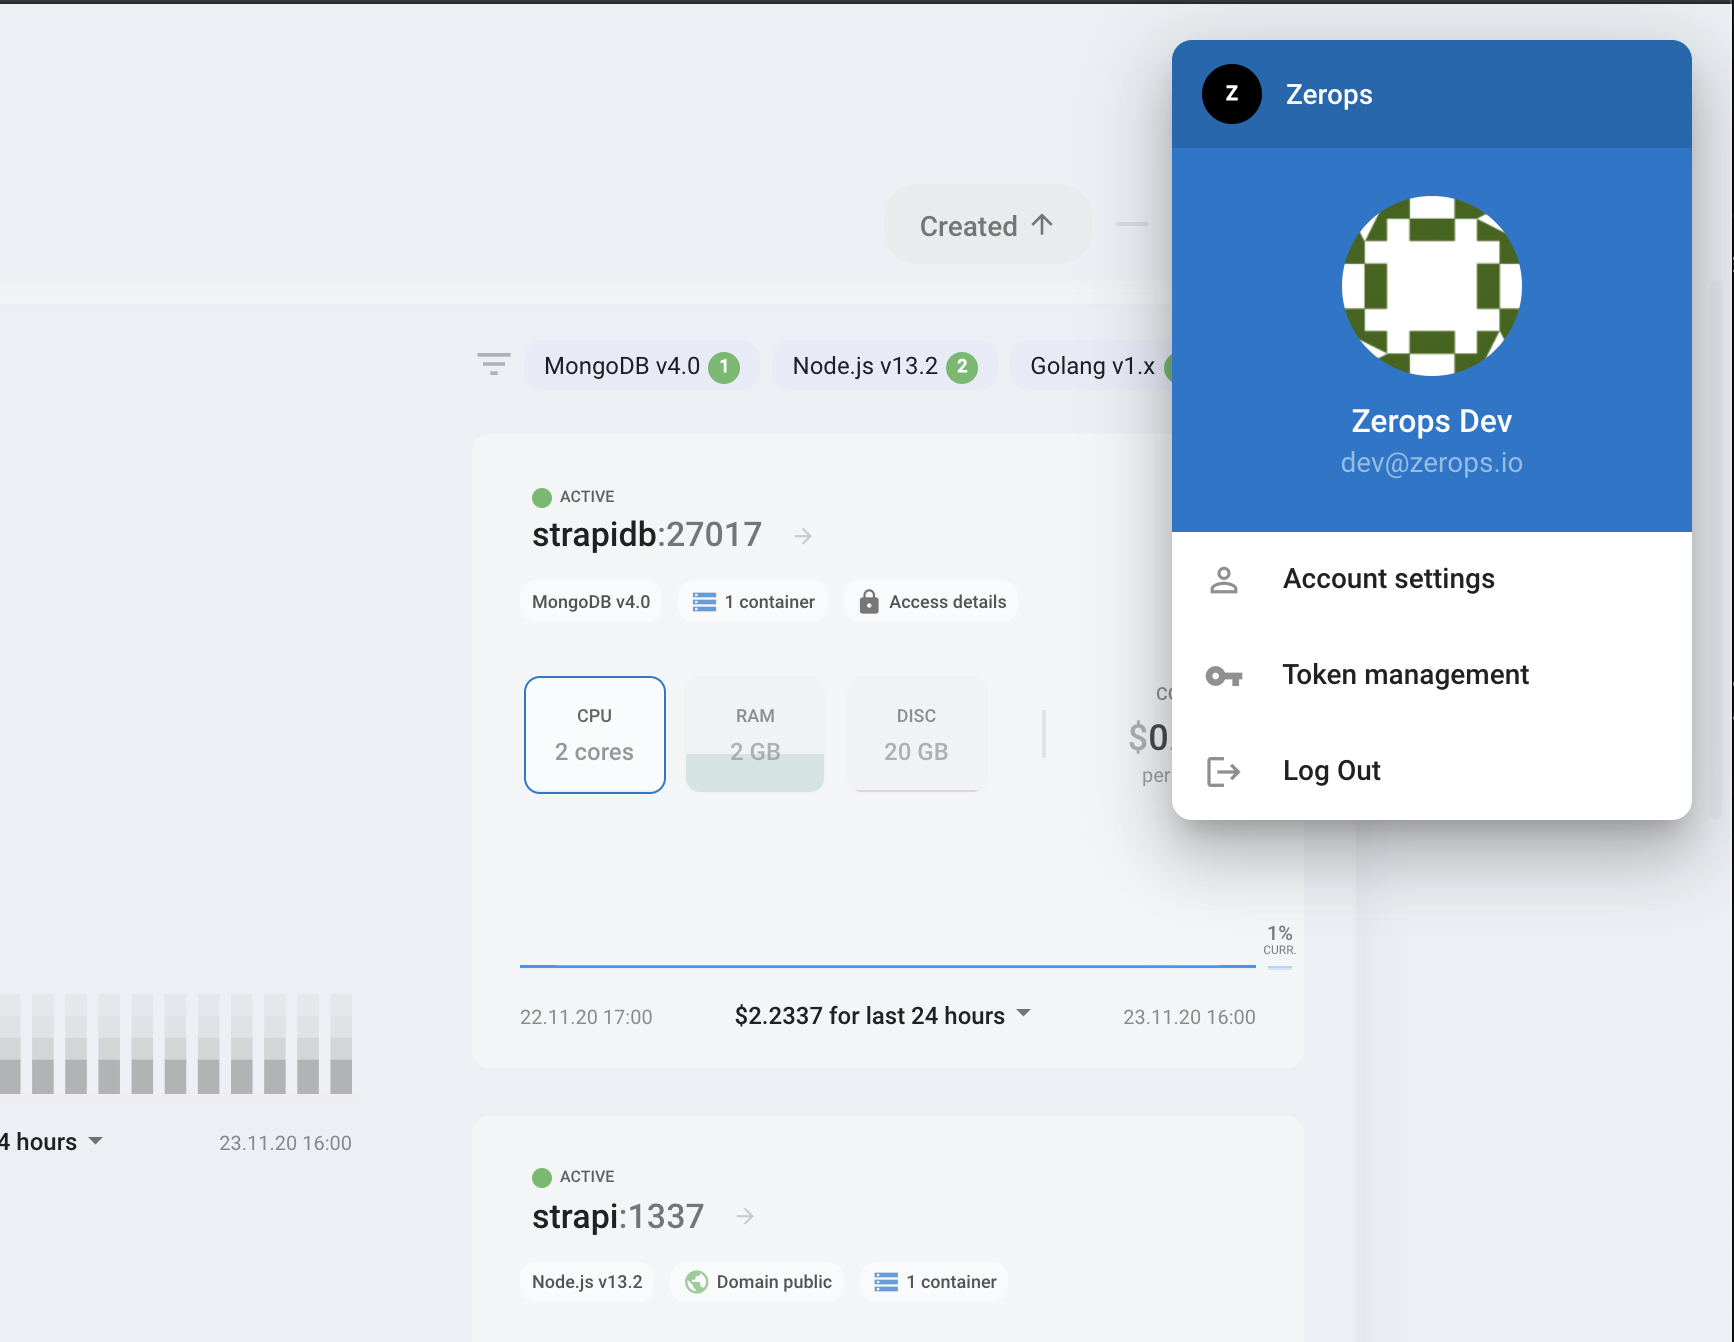 Z Zerops
Zerops Dev
dev@zerops.io
Account settings
Token management
Log Out
Created
MongoDB v4.0 1 Node.js v13.2 2 Golang v1.x
ACTIVE
strapidb:27017
MongoDB v4.0 1 container Access details
CPU
2 cores
RAM
2 GB
DISC
20 GB
$0.
per
1%
CURR.
22.11.20 17:00 $2.2337 for last 24 hours 23.11.20 16:00
4 hours 23.11.20 16:00
ACTIVE
strapi:1337
Node.js v13.2 Domain public 1 container